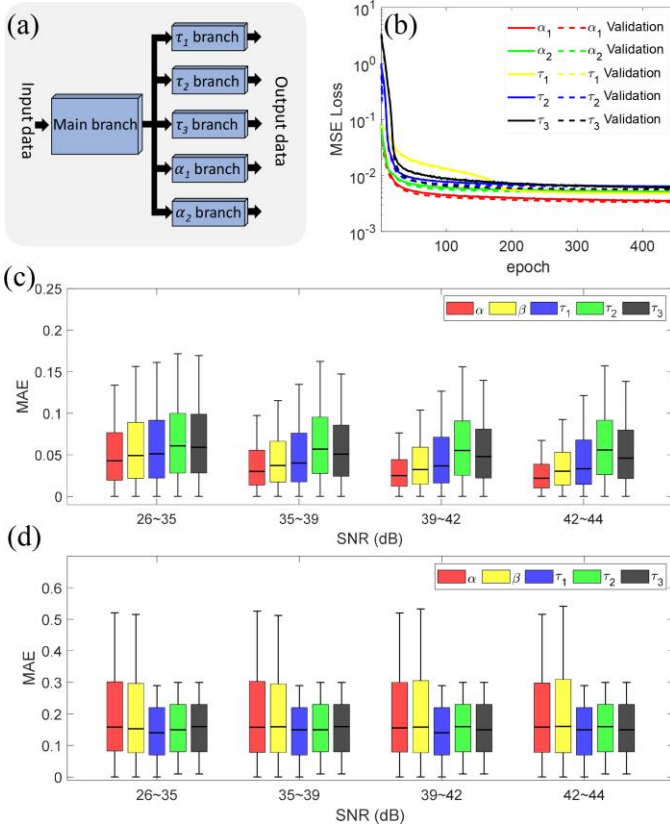 (a)
Input data
Main branch
τ1 branch
τ2 branch
τ3 branch
α1 branch
α2 branch
Output data
(b)
MSE Loss
10^1
10^0
10^-1
10^-2
10^-3
100
200
300
400
epoch
α1
α1 Validation
α2
α2 Validation
τ1
τ1 Validation
τ2
τ2 Validation
τ3
τ3 Validation
(c)
MAE
0.25
0.2
0.15
0.1
0.05
0
α β τ1 τ2 τ3
26~35 35~39 39~42 42~44
SNR (dB)
(d)
MAE
0.6
0.5
0.4
0.3
0.2
0.1
0
α β τ1 τ2 τ3
26~35 35~39 39~42 42~44
SNR (dB)